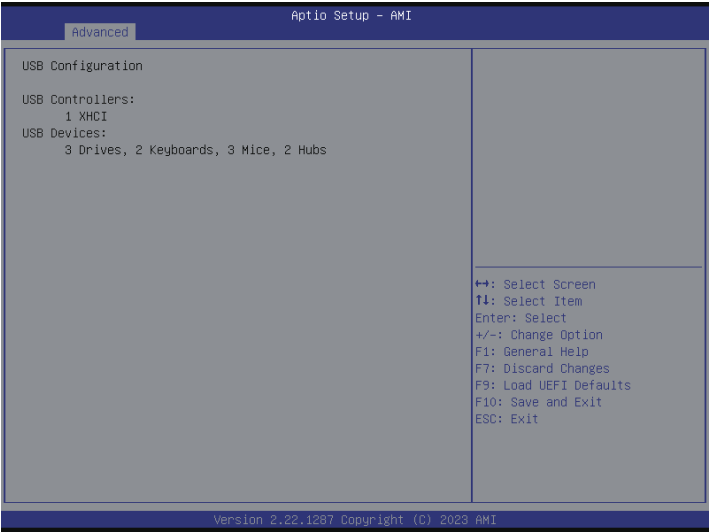 Aptio Setup – AMI
Advanced
USB Configuration
USB Controllers:
1 XHCI
USB Devices:
3 Drives, 2 Keyboards, 3 Mice, 2 Hubs
↔: Select Screen
↑↓: Select Item
Enter: Select
+/-: Change Option
F1: General Help
F7: Discard Changes
F9: Load UEFI Defaults
F10: Save and Exit
ESC: Exit
Version 2.22.1287 Copyright (C) 2023 AMI